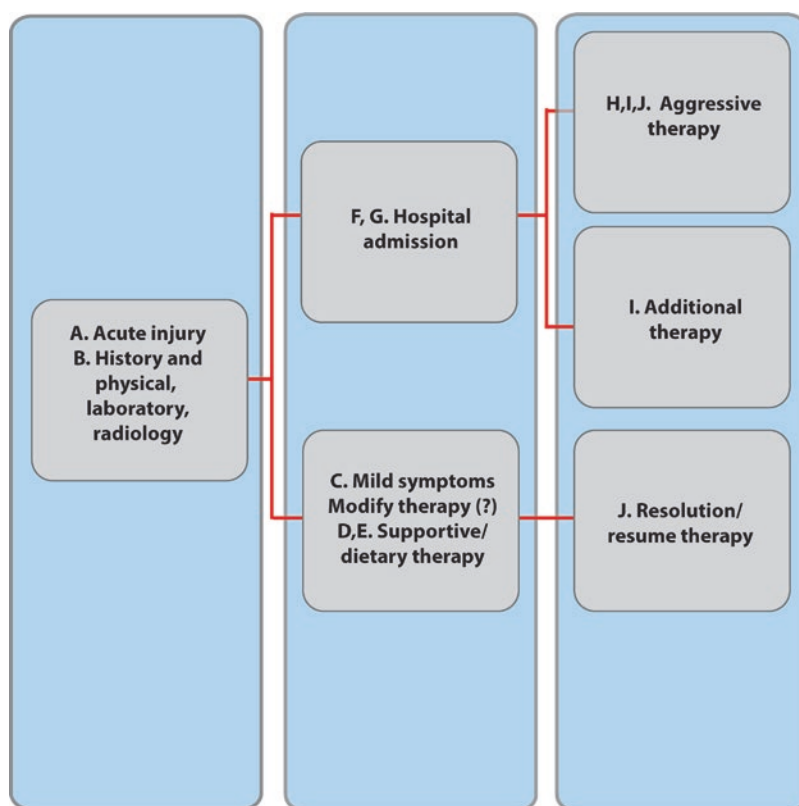 A. Acute injury
B. History and
physical,
laboratory,
radiology
F, G. Hospital
admission
C. Mild symptoms
Modify therapy (?)
D,E. Supportive/
dietary therapy
H,I,J.  Aggressive
therapy
I. Additional
therapy
J. Resolution/
resume therapy